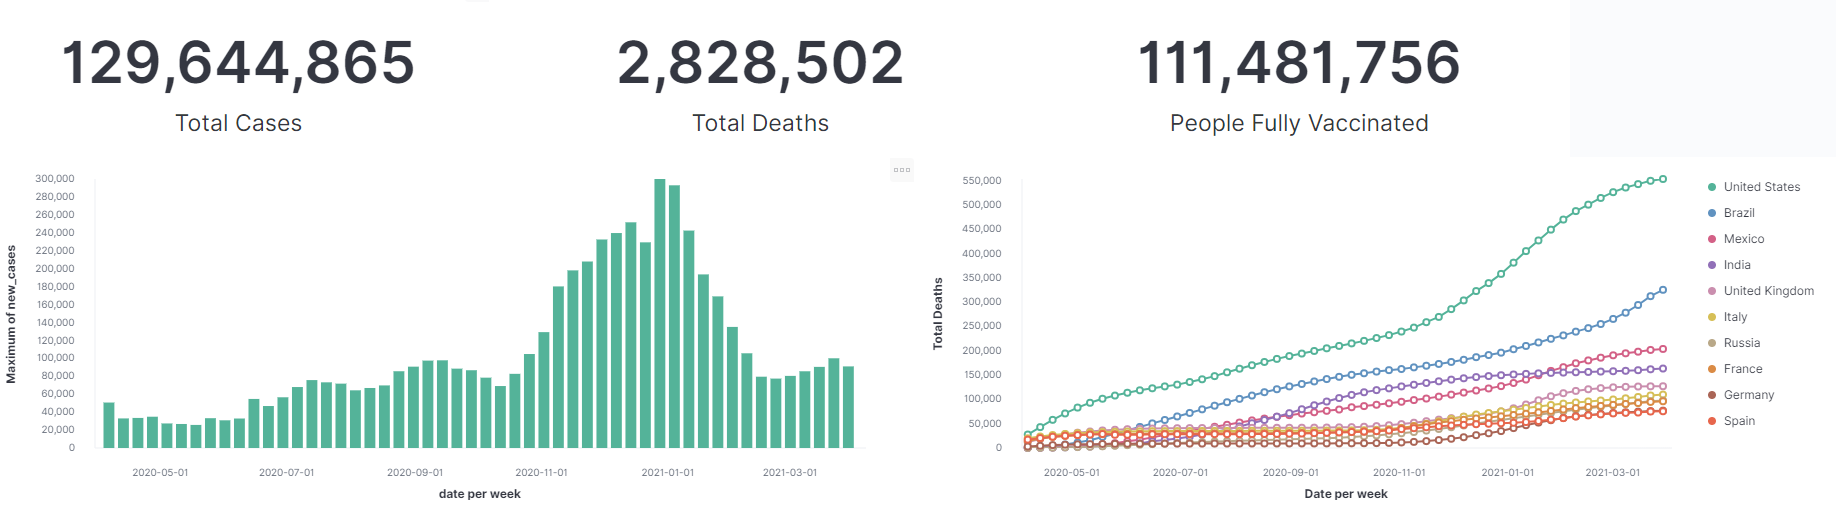 129,644,865
Total Cases
2,828,502
Total Deaths
111,481,756
People Fully Vaccinated
Maximum of new_cases
300,000
280,000
260,000
240,000
220,000
200,000
180,000
160,000
140,000
120,000
100,000
80,000
60,000
40,000
20,000
0
2020-05-01 2020-07-01 2020-09-01 2020-11-01 2021-01-01 2021-03-01
date per week
Total Deaths
550,000
500,000
450,000
400,000
350,000
300,000
250,000
200,000
150,000
100,000
50,000
0
2020-05-01 2020-07-01 2020-09-01 2020-11-01 2021-01-01 2021-03-01
Date per week
United States
Brazil
Mexico
India
United Kingdom
Italy
Russia
France
Germany
Spain